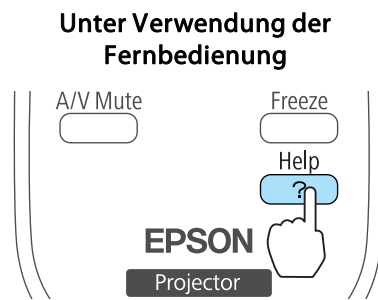 Unter Verwendung der
Fernbedienung
A/V Mute Freeze
Help
?
EPSON
Projector